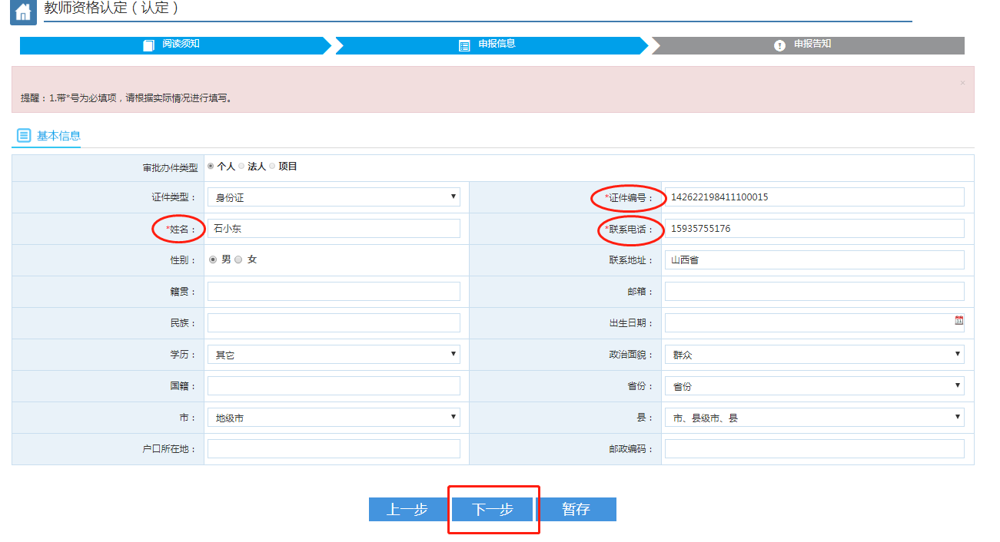 教师资格认定（认定）
阅读须知 申报信息 申报告知
×
提醒：1.带*号为必填项，请根据实际情况进行填写。
基本信息
审批办件类型 个人 法人 项目
证件类型： 身份证 *证件编号： 142622198411100015
*姓名： 石小东 *联系电话： 15935755176
性别： 男 女 联系地址： 山西省
籍贯： 邮箱：
民族： 出生日期：
学历： 其它 政治面貌： 群众
国籍： 省份： 省份
市： 地级市 县： 市、县级市、县
户口所在地： 邮政编码：
上一步 下一步 暂存